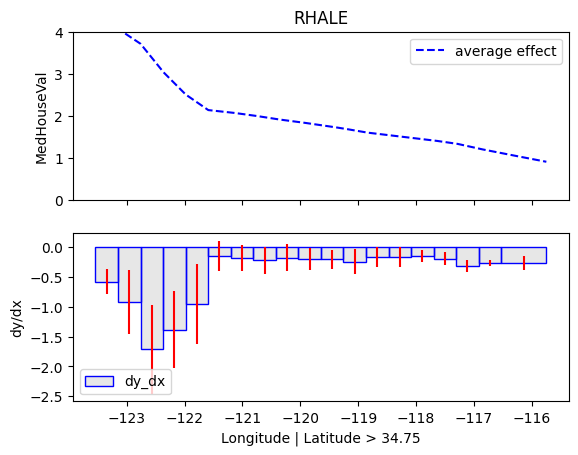 RHALE
4
3
2
1
0
MedHouseVal
average effect
0.0
−0.5
−1.0
−1.5
−2.0
−2.5
dy/dx
dy_dx
−123 −122 −121 −120 −119 −118 −117 −116
Longitude | Latitude > 34.75